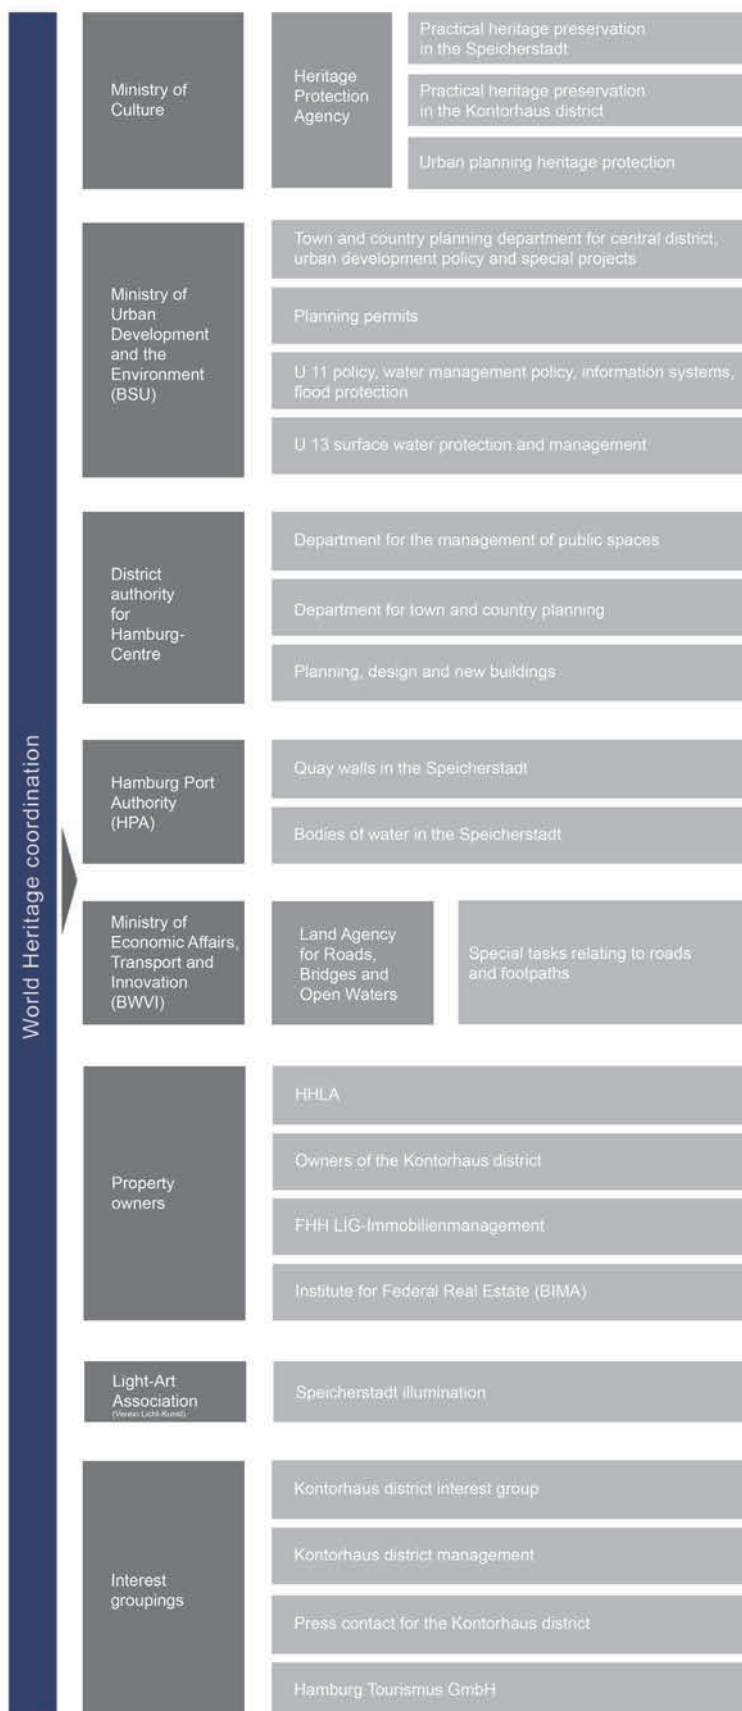 World Heritage coordination
Ministry of
Culture
Heritage
Protection
Agency
Practical heritage preservation
in the Speicherstadt
Practical heritage preservation
in the Kontorhaus district
Urban planning heritage protection
Ministry of
Urban
Development
and the
Environment
(BSU)
Town and country planning department for central district,
urban development policy and special projects
Planning permits
U 11 policy, water management policy, information systems,
flood protection
U 13 surface water protection and management
District
authority
for
Hamburg-
Centre
Department for the management of public spaces
Department for town and country planning
Planning, design and new buildings
Hamburg Port
Authority
(HPA)
Quay walls in the Speicherstadt
Bodies of water in the Speicherstadt
Ministry of
Economic Affairs,
Transport and
Innovation
(BWVI)
Land Agency
for Roads,
Bridges and
Open Waters
Special tasks relating to roads
and footpaths
Property
owners
HHLA
Owners of the Kontorhaus district
FHH LIG-Immobilienmanagement
Institute for Federal Real Estate (BIMA)
Light-Art
Association
(Verein Licht-Kunst)
Speicherstadt illumination
Interest
groupings
Kontorhaus district interest group
Kontorhaus district management
Press contact for the Kontorhaus district
Hamburg Tourismus GmbH